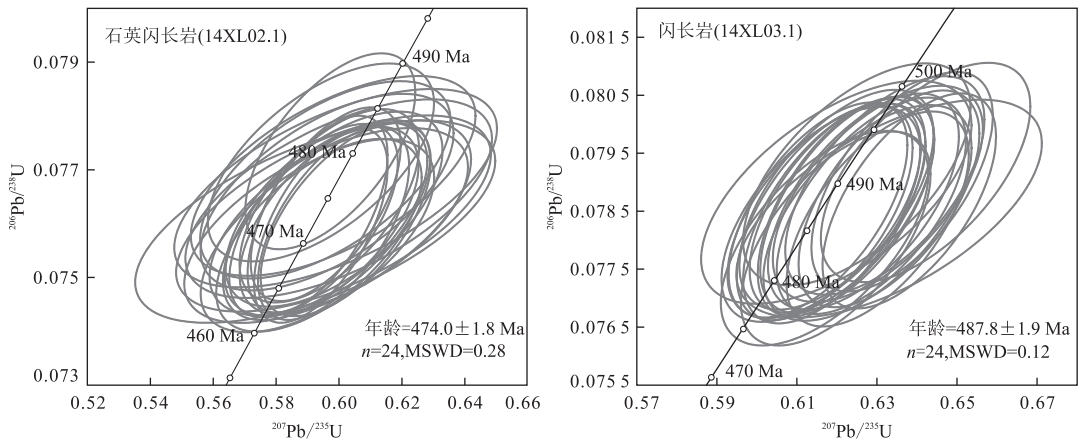 石英闪长岩(14XL02.1)
490 Ma
480 Ma
470 Ma
460 Ma
年龄=474.0±1.8 Ma
n=24,MSWD=0.28
0.079
0.077
0.075
0.073
0.52
0.54
0.56
0.58
0.60
0.62
0.64
0.66
²⁰⁶Pb/²³⁸U
²⁰⁷Pb/²³⁵U
闪长岩(14XL03.1)
500 Ma
490 Ma
480 Ma
470 Ma
年龄=487.8±1.9 Ma
n=24,MSWD=0.12
0.081 5
0.080 5
0.079 5
0.078 5
0.077 5
0.076 5
0.075 5
0.57
0.59
0.61
0.63
0.65
0.67
²⁰⁶Pb/²³⁸U
²⁰⁷Pb/²³⁵U